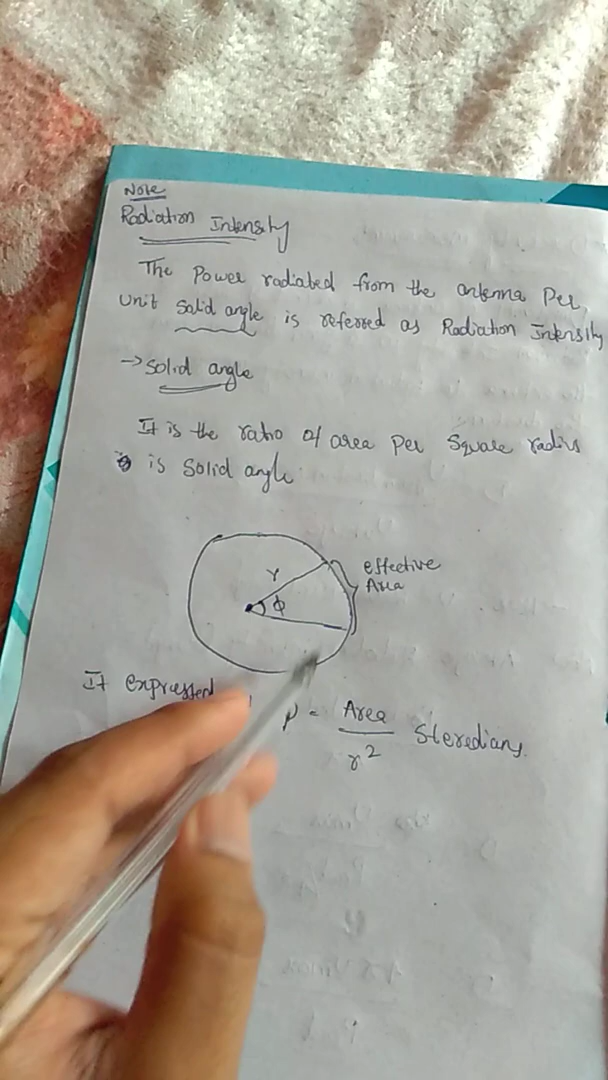 Note
Radiation Intensity
The Power radiated from the antenna Per
Unit Solid angle is referred as Radiation Intensity
→ Solid angle
It is the ratio of area Per Square radius
is Solid angle
effective
Area
r
ϕ
It expressed
Area
r² Steredians.